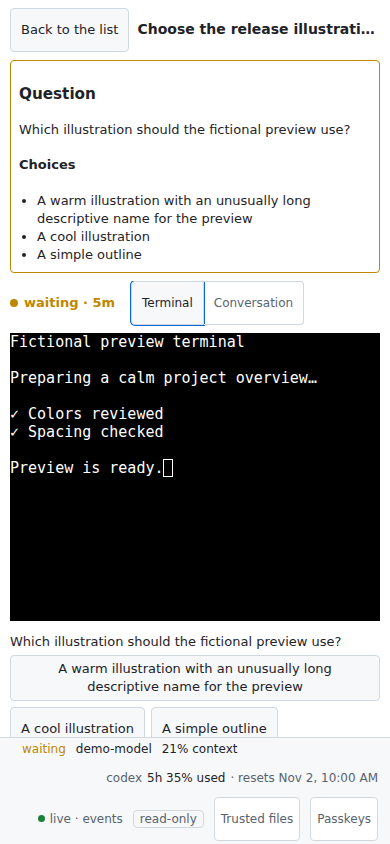 Back to the list Choose the release illustrati…
Question
Which illustration should the fictional preview use?
Choices
• A warm illustration with an unusually long
descriptive name for the preview
• A cool illustration
• A simple outline
● waiting · 5m Terminal Conversation
Fictional preview terminal
Preparing a calm project overview…
✓ Colors reviewed
✓ Spacing checked
Preview is ready.
Which illustration should the fictional preview use?
A warm illustration with an unusually long
descriptive name for the preview
A cool illustration A simple outline
waiting demo-model 21% context
codex 5h 35% used · resets Nov 2, 10:00 AM
● live · events read-only Trusted files Passkeys